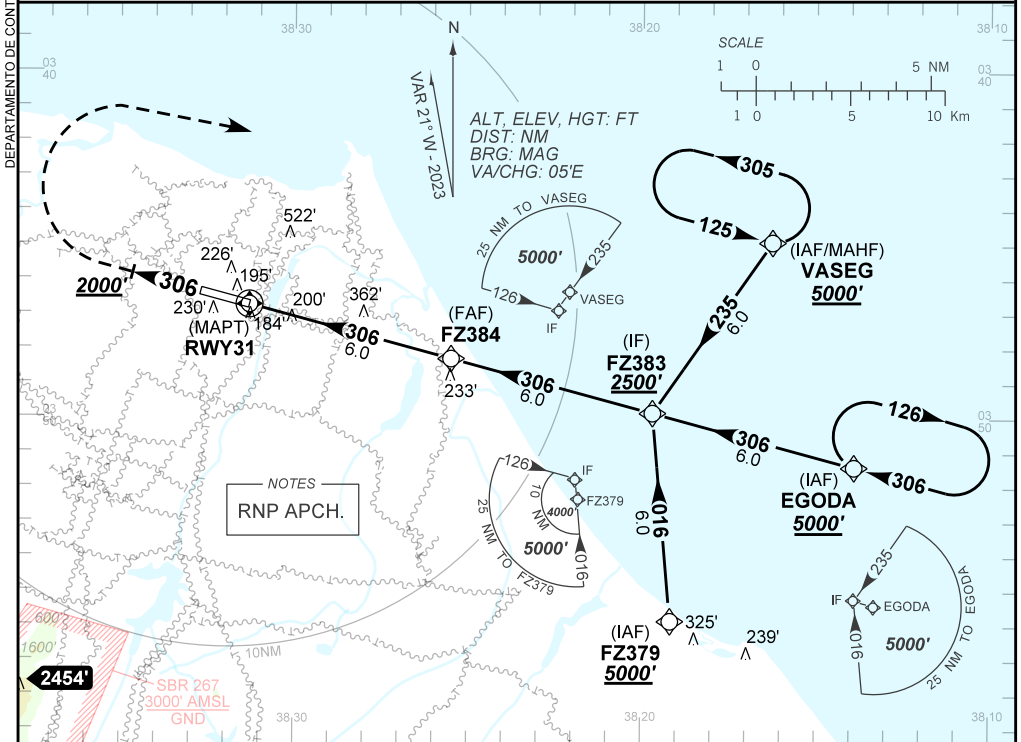 DEPARTAMENTO DE CONT
38°30
38°20
38°10
03
40
03
40
N
VAR 21° W - 2023
ALT, ELEV, HGT: FT
DIST: NM
BRG: MAG
VA/CHG: 05'E
SCALE
1 0 5 NM
1 0 5 10 Km
305
125
(IAF/MAHF)
VASEG
5000'
25 NM TO VASEG
5000'
235
126
VASEG
IF
522'
226'
195'
230'
184'
200'
362'
2000'
306
(MAPT)
RWY31
306
6.0
(FAF)
FZ384
233'
306
6.0
(IF)
FZ383
2500'
235
6.0
306
6.0
126
306
(IAF)
EGODA
5000'
03
50
NOTES
RNP APCH.
126
IF
FZ379
10 NM
4000'
5000'
016
25 NM TO FZ379
016
6.0
(IAF)
FZ379
5000'
325'
239'
235
IF
EGODA
016
5000'
25 NM TO EGODA
600'
1600'
2454'
10NM
SBR 267
3000' AMSL
GND
38°30
38°20
38°10